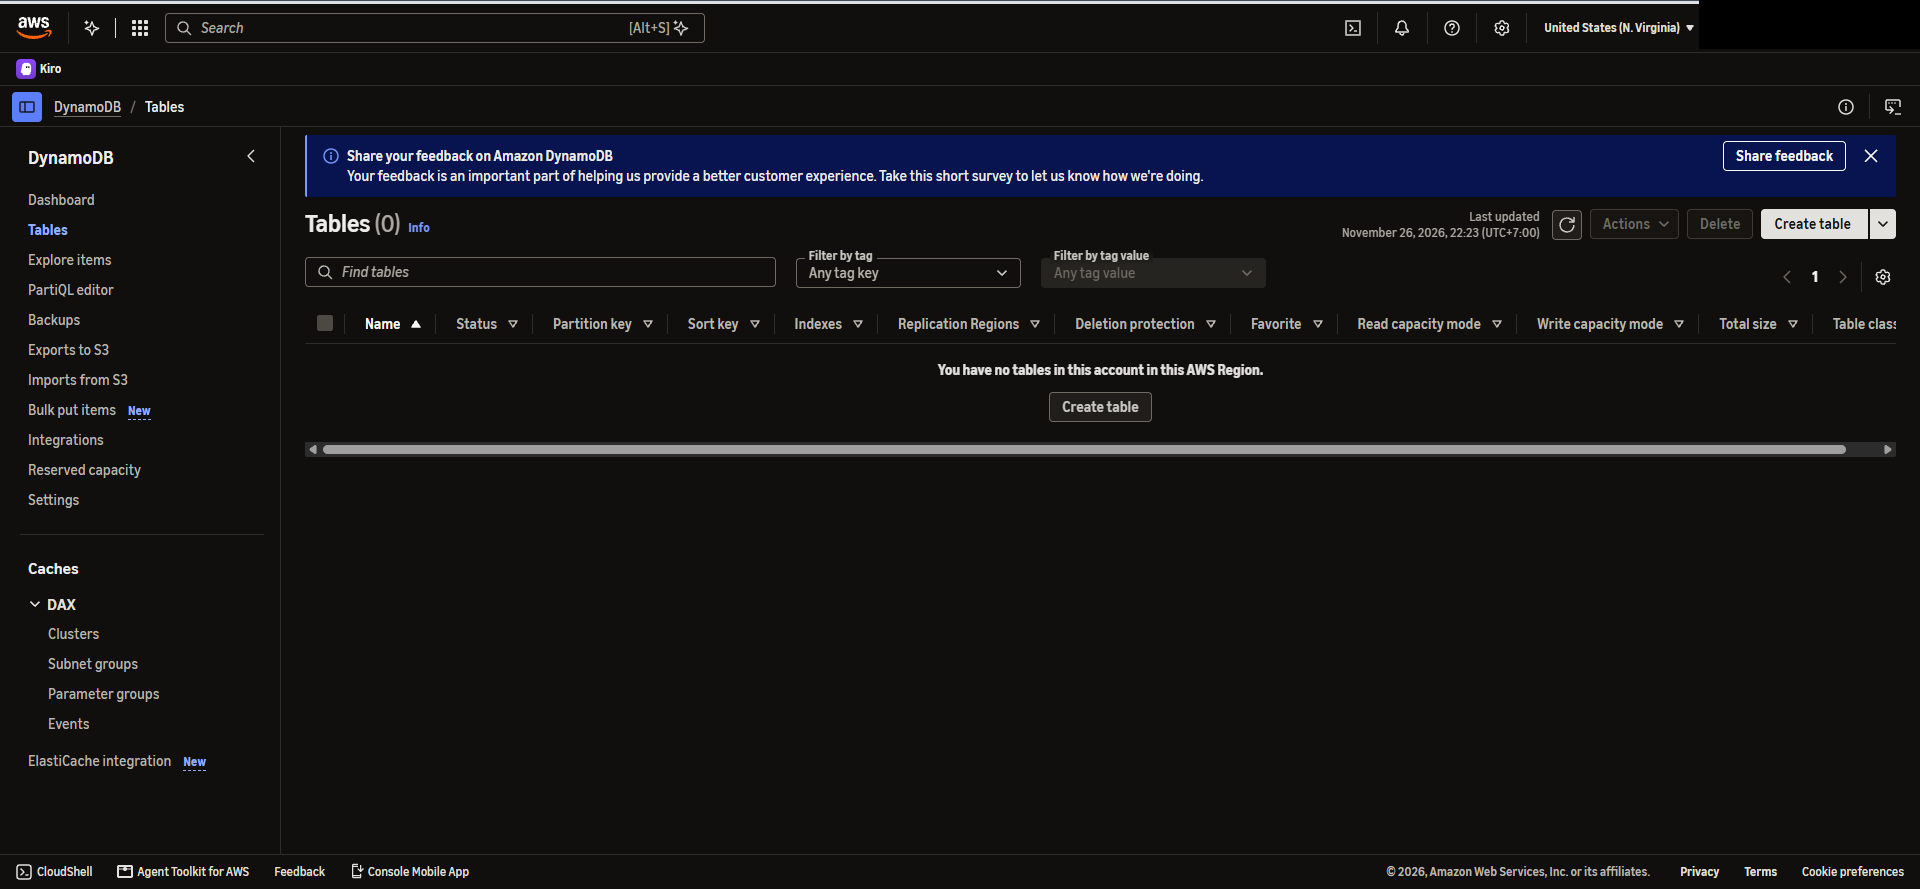 aws
Search [Alt+S]
United States (N. Virginia)
Kiro
DynamoDB / Tables
DynamoDB
Dashboard
Tables
Explore items
PartiQL editor
Backups
Exports to S3
Imports from S3
Bulk put items New
Integrations
Reserved capacity
Settings
Caches
DAX
Clusters
Subnet groups
Parameter groups
Events
ElastiCache integration New
Share your feedback on Amazon DynamoDB
Your feedback is an important part of helping us provide a better customer experience. Take this short survey to let us know how we're doing.
Share feedback
Tables (0) Info
Last updated
November 26, 2026, 22:23 (UTC+7:00)
Actions
Delete
Create table
Find tables
Filter by tag
Any tag key
Filter by tag value
Any tag value
1
Name Status Partition key Sort key Indexes Replication Regions Deletion protection Favorite Read capacity mode Write capacity mode Total size Table class
You have no tables in this account in this AWS Region.
Create table
CloudShell Agent Toolkit for AWS Feedback Console Mobile App © 2026, Amazon Web Services, Inc. or its affiliates. Privacy Terms Cookie preferences